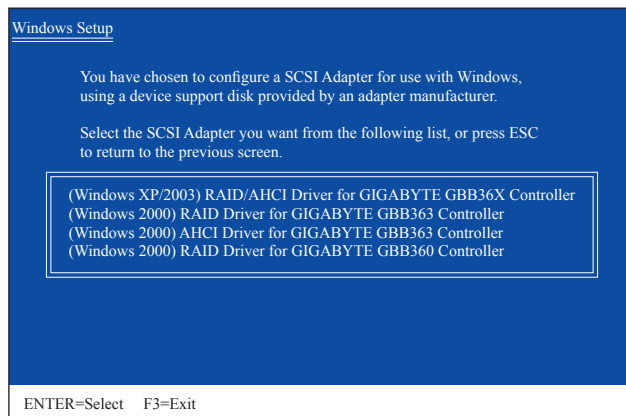 Windows Setup
You have chosen to configure a SCSI Adapter for use with Windows,
using a device support disk provided by an adapter manufacturer.
Select the SCSI Adapter you want from the following list, or press ESC
to return to the previous screen.
(Windows XP/2003) RAID/AHCI Driver for GIGABYTE GBB36X Controller
(Windows 2000) RAID Driver for GIGABYTE GBB363 Controller
(Windows 2000) AHCI Driver for GIGABYTE GBB363 Controller
(Windows 2000) RAID Driver for GIGABYTE GBB360 Controller
ENTER=Select F3=Exit